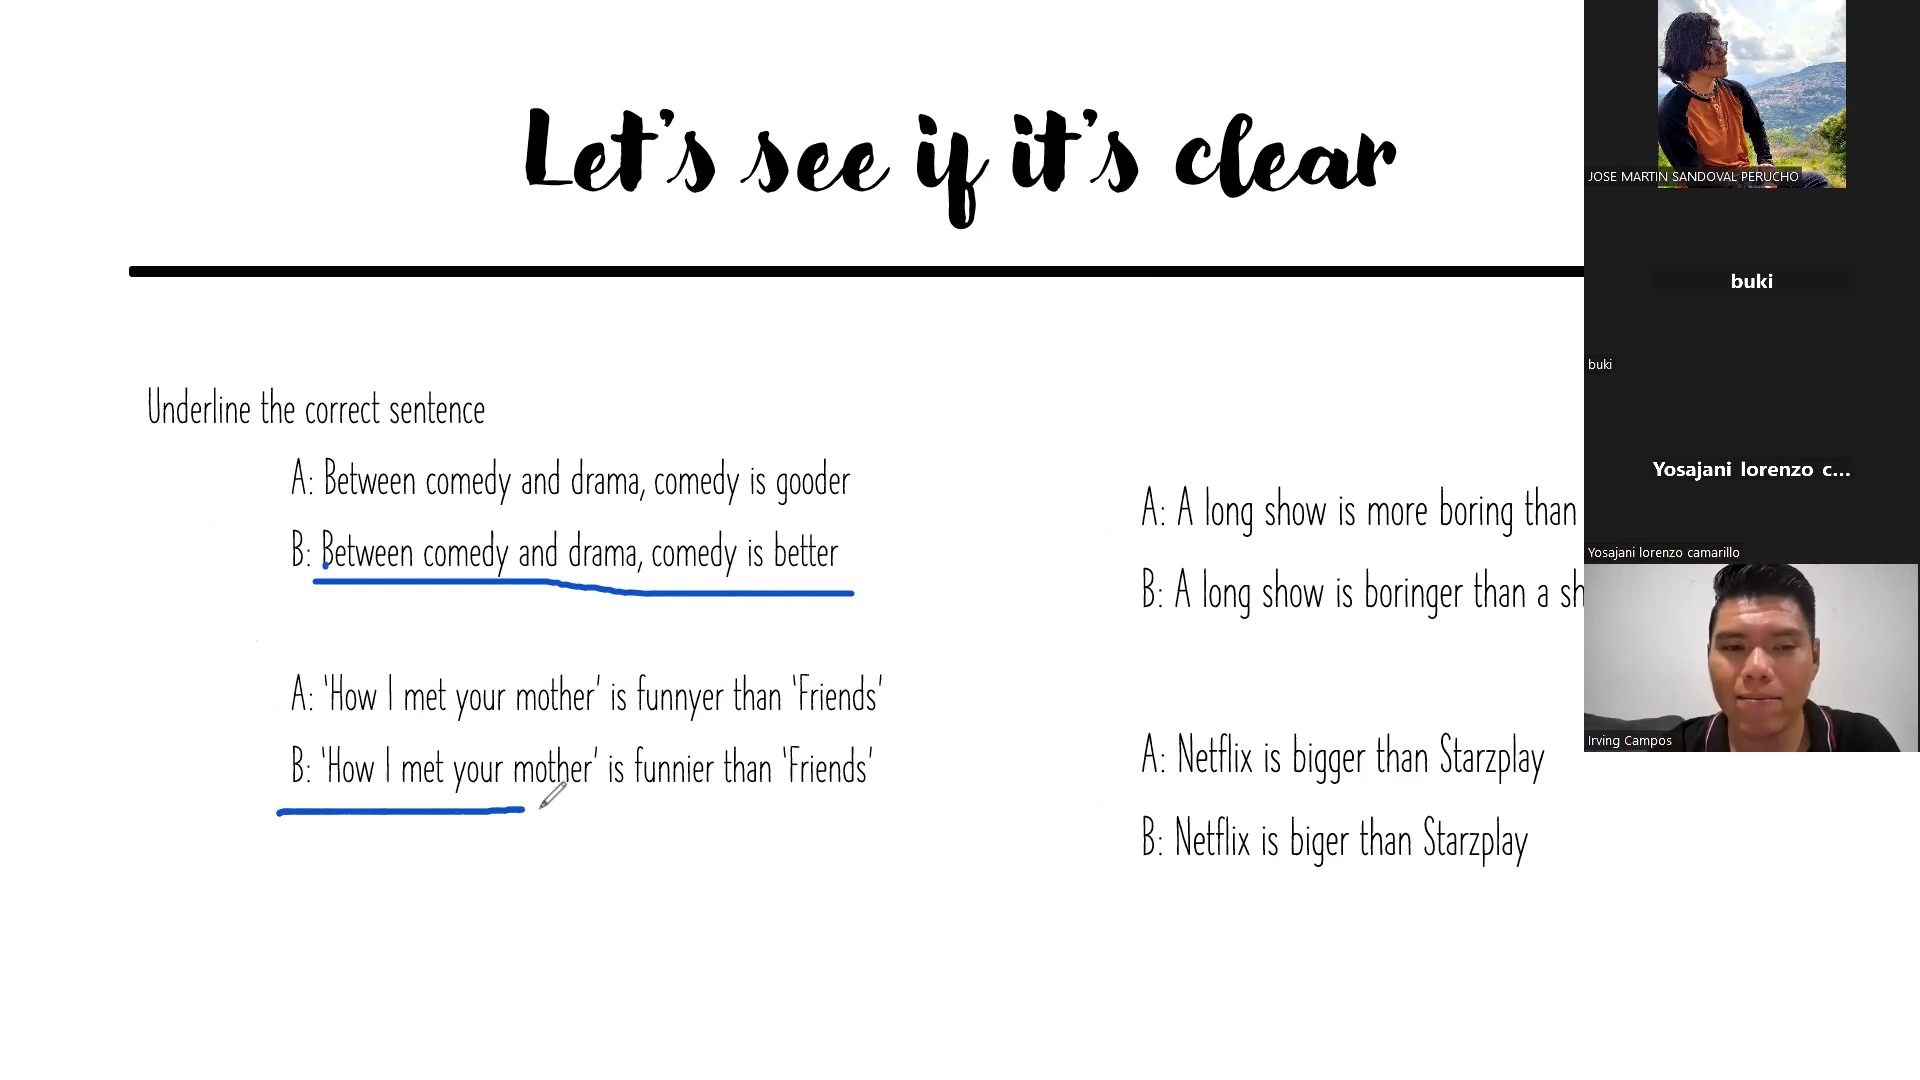 Let's see if it's clear
Underline the correct sentence
A: Between comedy and drama, comedy is gooder
B: Between comedy and drama, comedy is better
A: 'How I met your mother' is funnyer than 'Friends'
B: 'How I met your mother' is funnier than 'Friends'
A: A long show is more boring than
B: A long show is boringer than a sh
A: Netflix is bigger than Starzplay
B: Netflix is biger than Starzplay
JOSE MARTIN SANDOVAL PERUCHO
buki
buki
Yosajani lorenzo c...
Yosajani lorenzo camarillo
Irving Campos